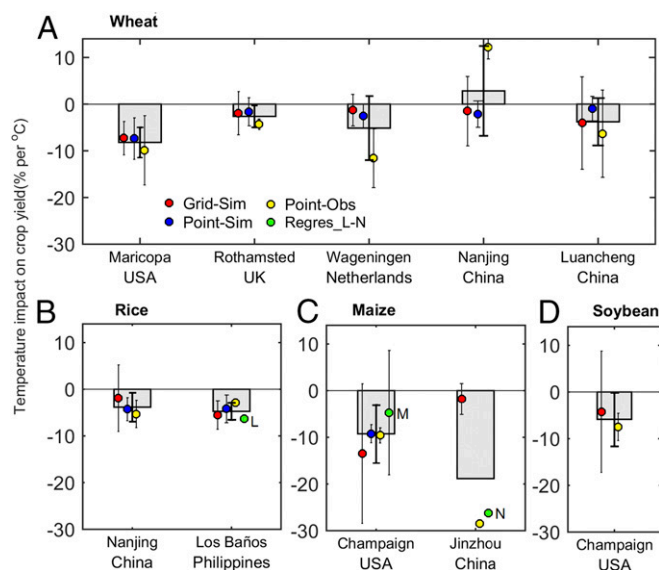 A
Wheat
10
0
-10
-20
-30
Grid-Sim
Point-Obs
Point-Sim
Regres_L-N
Maricopa
USA
Rothamsted
UK
Wageningen
Netherlands
Nanjing
China
Luancheng
China
Temperature impact on crop yield(% per °C)
B
Rice
10
0
-10
-20
-30
L
Nanjing
China
Los Baños
Philippines
C
Maize
10
0
-10
-20
-30
M
N
Champaign
USA
Jinzhou
China
D
Soybean
10
0
-10
-20
-30
Champaign
USA